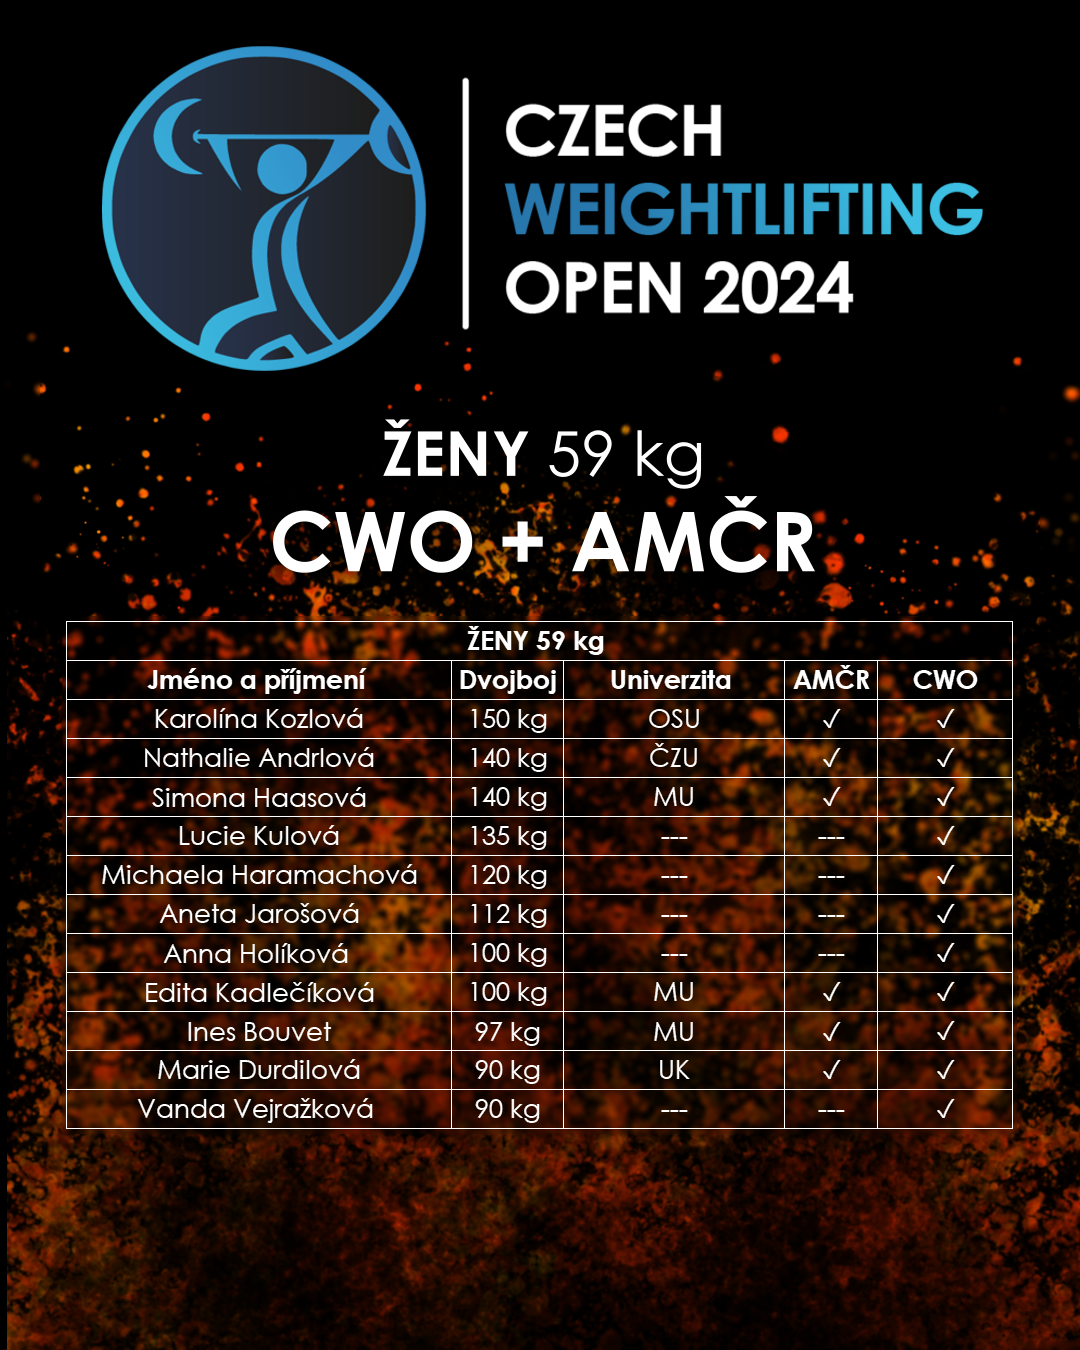 CZECH
WEIGHTLIFTING
OPEN 2024
ŽENY 59 kg
CWO + AMČR
ŽENY 59 kg
Jméno a příjmení Dvojboj Univerzita AMČR CWO
Karolína Kozlová 150 kg OSU ✓ ✓
Nathalie Andrlová 140 kg ČZU ✓ ✓
Simona Haasová 140 kg MU ✓ ✓
Lucie Kulová 135 kg --- --- ✓
Michaela Haramachová 120 kg --- --- ✓
Aneta Jarošová 112 kg --- --- ✓
Anna Holíková 100 kg --- --- ✓
Edita Kadlečíková 100 kg MU ✓ ✓
Ines Bouvet 97 kg MU ✓ ✓
Marie Durdilová 90 kg UK ✓ ✓
Vanda Vejražková 90 kg --- --- ✓